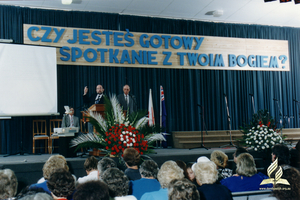 CZY JESTEŚ GOTOWY
SPOTKANIE Z TWOIM BOGIEM?